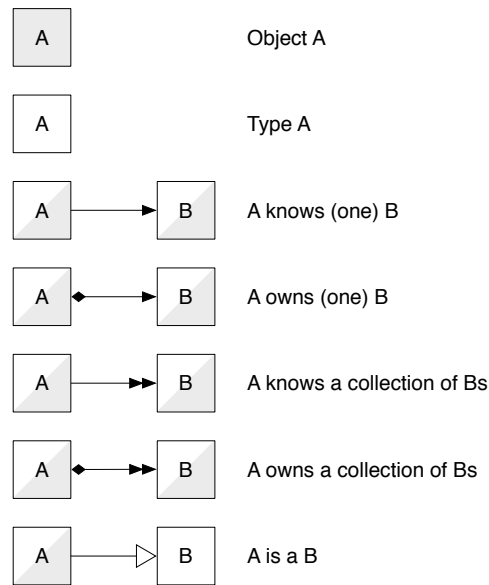 A Object A
A Type A
A B A knows (one) B
A B A owns (one) B
A B A knows a collection of Bs
A B A owns a collection of Bs
A B A is a B